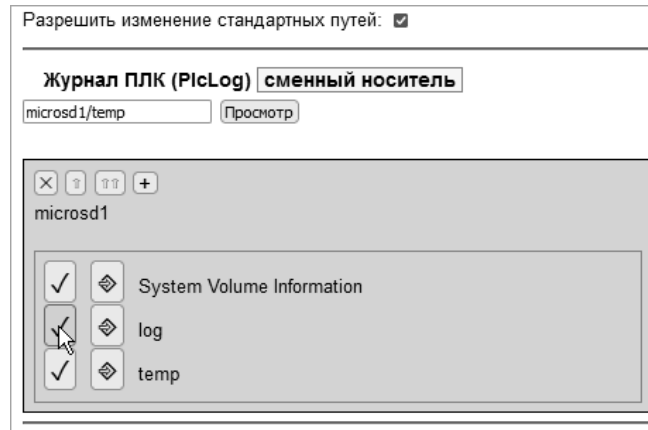 Разрешить изменение стандартных путей:
Журнал ПЛК (PlcLog) сменный носитель
microsd1/temp Просмотр
microsd1
System Volume Information
log
temp